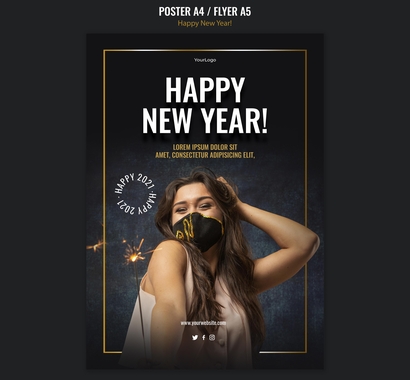 POSTER A4 / FLYER A5
Happy New Year!
YourLogo
HAPPY
NEW YEAR!
LOREM IPSUM DOLOR SIT
AMET, CONSECTETUR ADIPISICING ELIT,
HAPPY 2021 · HAPPY 2021 ·
www.yourwebsite.com